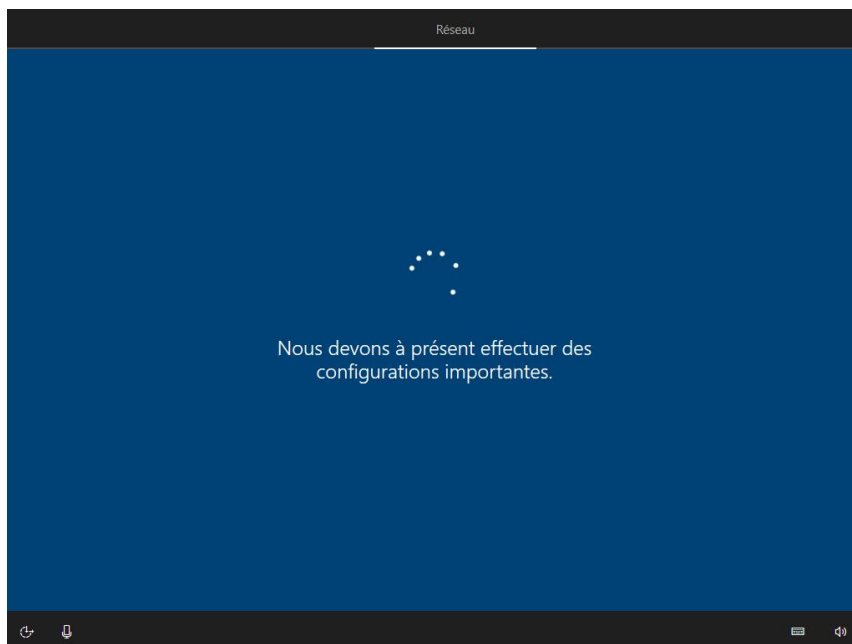 Réseau
Nous devons à présent effectuer des
configurations importantes.